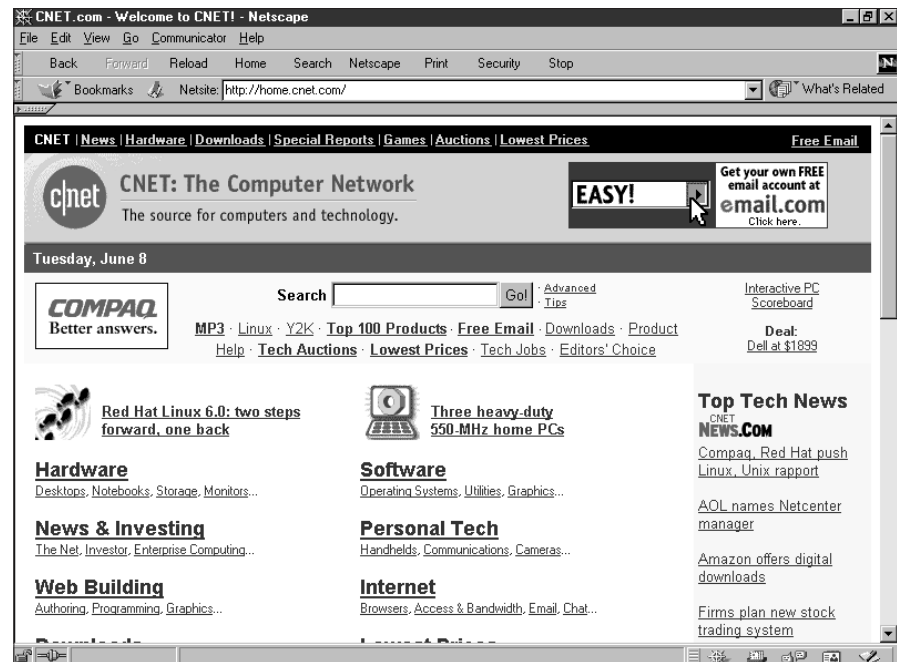 CNET.com - Welcome to CNET! - Netscape
File Edit View Go Communicator Help
Back Forward Reload Home Search Netscape Print Security Stop
N
Bookmarks Netsite: http://home.cnet.com/ What's Related
CNET | News | Hardware | Downloads | Special Reports | Games | Auctions | Lowest Prices Free Email
c|net
CNET: The Computer Network
The source for computers and technology.
EASY!
Get your own FREE
email account at
email.com
Click here.
Tuesday, June 8
COMPAQ
Better answers.
Search Go! · Advanced
· Tips
MP3 · Linux · Y2K · Top 100 Products · Free Email · Downloads · Product
Help · Tech Auctions · Lowest Prices · Tech Jobs · Editors' Choice
Interactive PC
Scoreboard
Deal:
Dell at $1899
Red Hat Linux 6.0: two steps
forward, one back
Three heavy-duty
550-MHz home PCs
Hardware
Desktops, Notebooks, Storage, Monitors...
Software
Operating Systems, Utilities, Graphics...
News & Investing
The Net, Investor, Enterprise Computing...
Personal Tech
Handhelds, Communications, Cameras...
Web Building
Authoring, Programming, Graphics...
Internet
Browsers, Access & Bandwidth, Email, Chat...
Downloads
Lowest Prices
Top Tech News
CNET
NEWS.COM
Compaq, Red Hat push
Linux, Unix rapport
AOL names Netcenter
manager
Amazon offers digital
downloads
Firms plan new stock
trading system